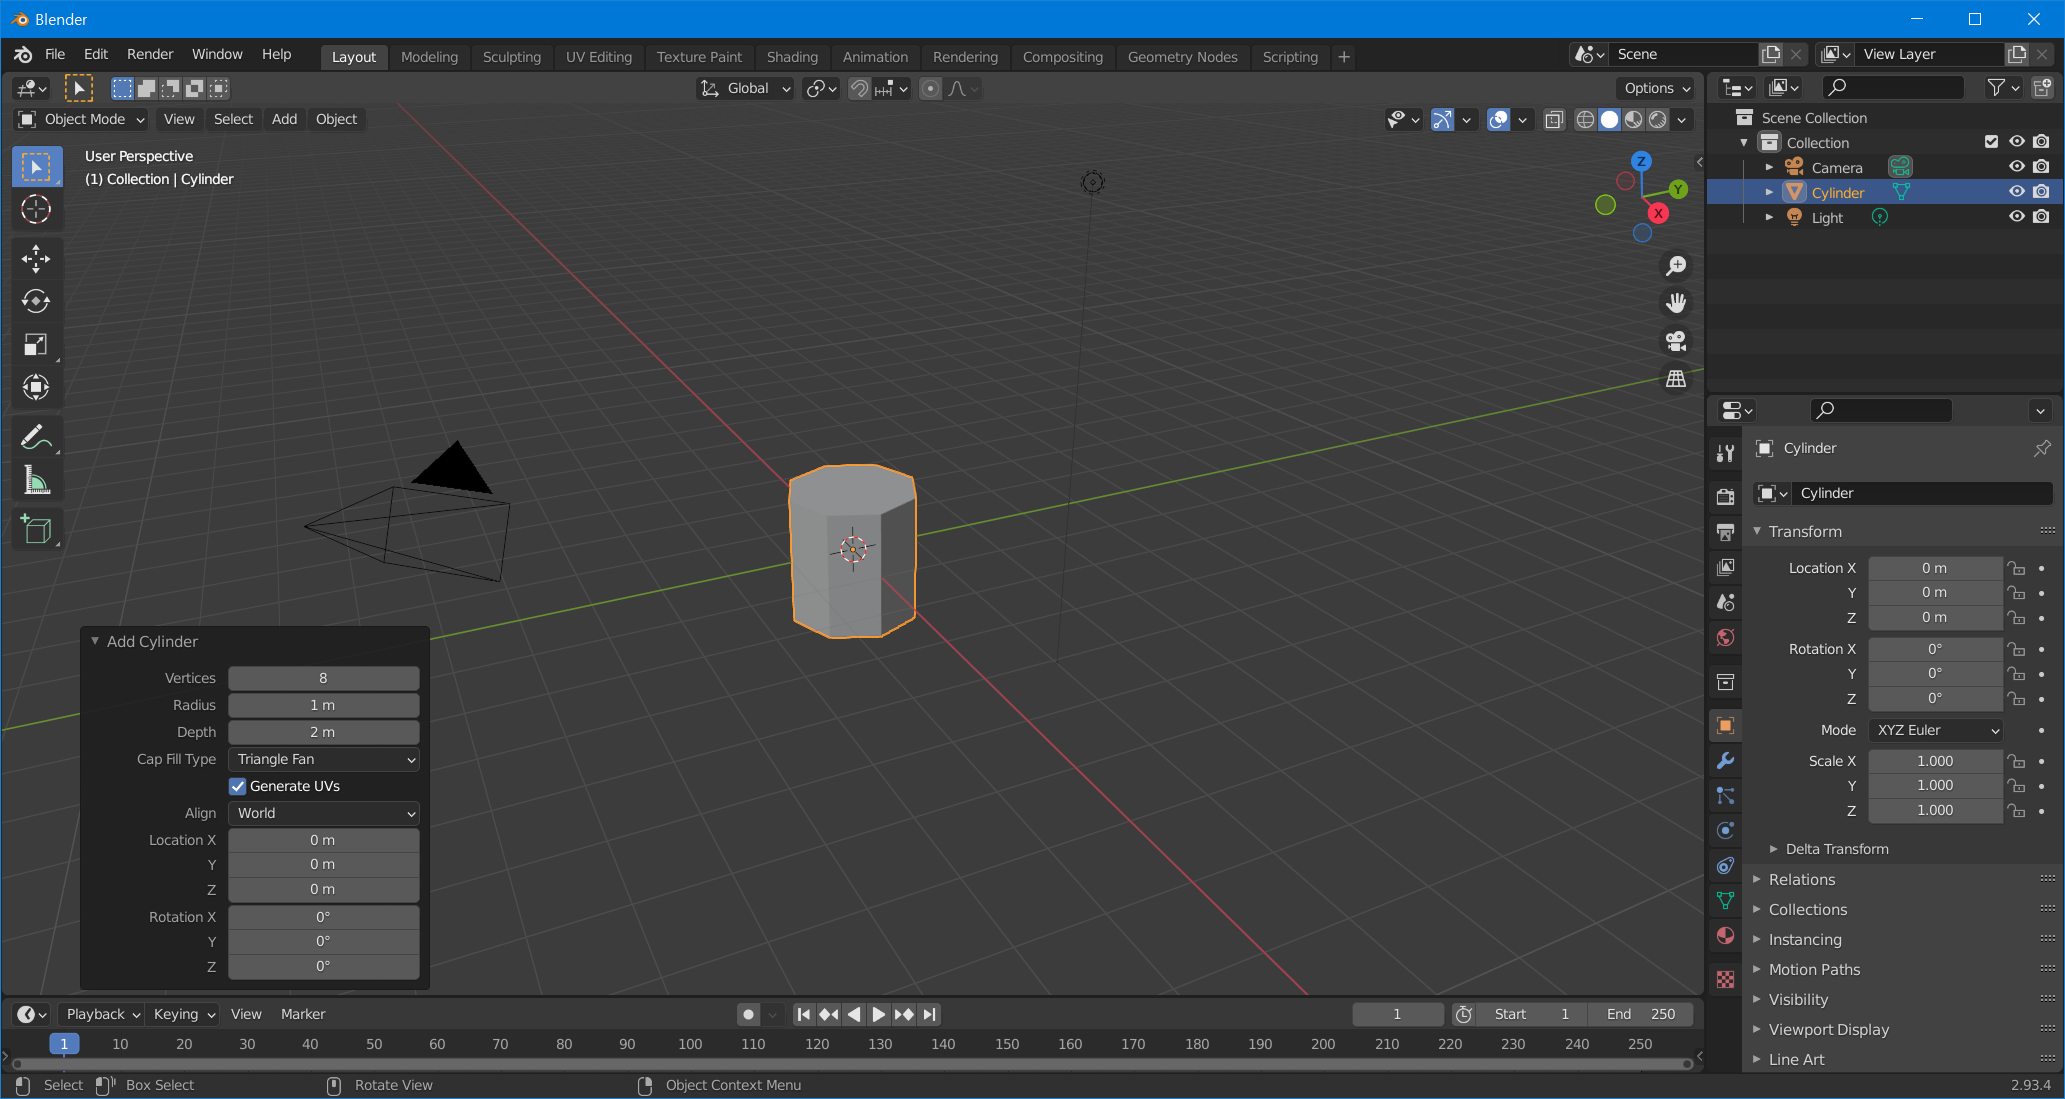 Blender
File Edit Render Window Help Layout Modeling Sculpting UV Editing Texture Paint Shading Animation Rendering Compositing Geometry Nodes Scripting Scene View Layer
Global Options
Object Mode View Select Add Object
User Perspective
(1) Collection | Cylinder
Z
Y
X
Scene Collection
Collection
Camera
Cylinder
Light
Cylinder
Cylinder
Transform
Location X 0 m
Y 0 m
Z 0 m
Rotation X 0°
Y 0°
Z 0°
Mode XYZ Euler
Scale X 1.000
Y 1.000
Z 1.000
Delta Transform
Relations
Collections
Instancing
Motion Paths
Visibility
Viewport Display
Line Art
Add Cylinder
Vertices 8
Radius 1 m
Depth 2 m
Cap Fill Type Triangle Fan
Generate UVs
Align World
Location X 0 m
Y 0 m
Z 0 m
Rotation X 0°
Y 0°
Z 0°
Playback Keying View Marker 1 Start 1 End 250
1 10 20 30 40 50 60 70 80 90 100 110 120 130 140 150 160 170 180 190 200 210 220 230 240 250
Select Box Select Rotate View Object Context Menu 2.93.4